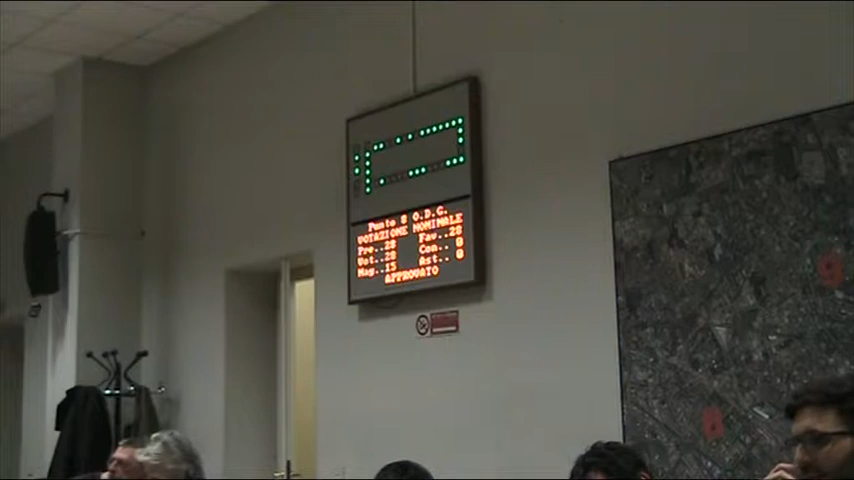 Punto 8 O.D.G.
VOTAZIONE NOMINALE
Pre..28 Fav..28
Vot..28 Con.. 0
Mag..15 Ast.. 0
APPROVATO